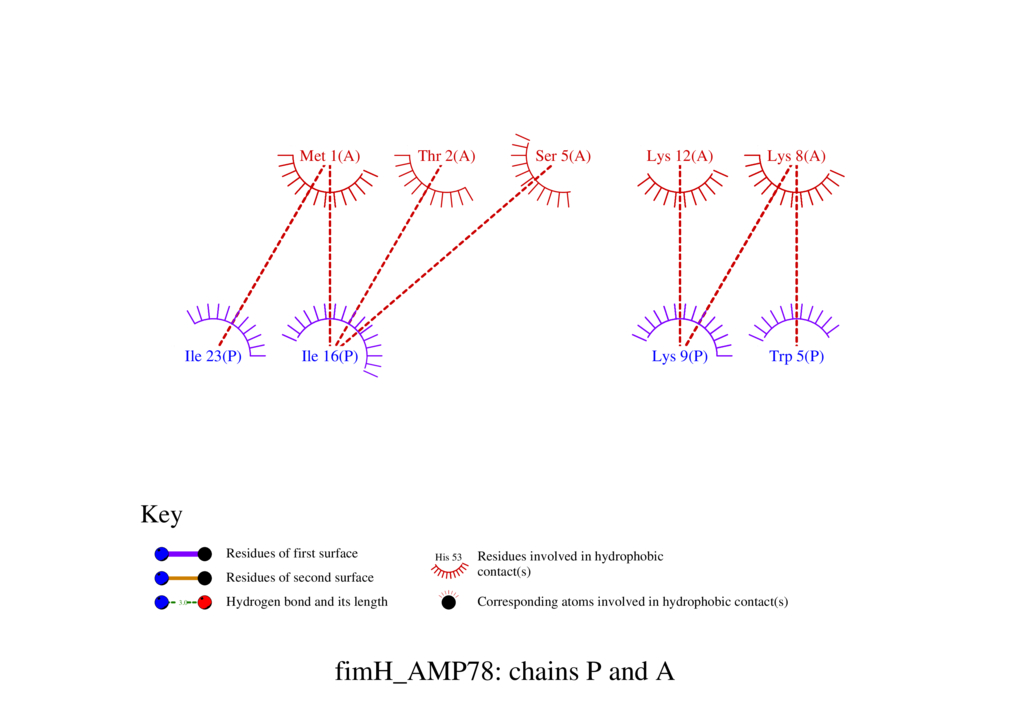 Met 1(A) Thr 2(A) Ser 5(A) Lys 12(A) Lys 8(A)
Ile 23(P) Ile 16(P) Lys 9(P) Trp 5(P)
Key
Residues of first surface
Residues of second surface
3.0
Hydrogen bond and its length
His 53
Residues involved in hydrophobic
contact(s)
Corresponding atoms involved in hydrophobic contact(s)
fimH_AMP78: chains P and A